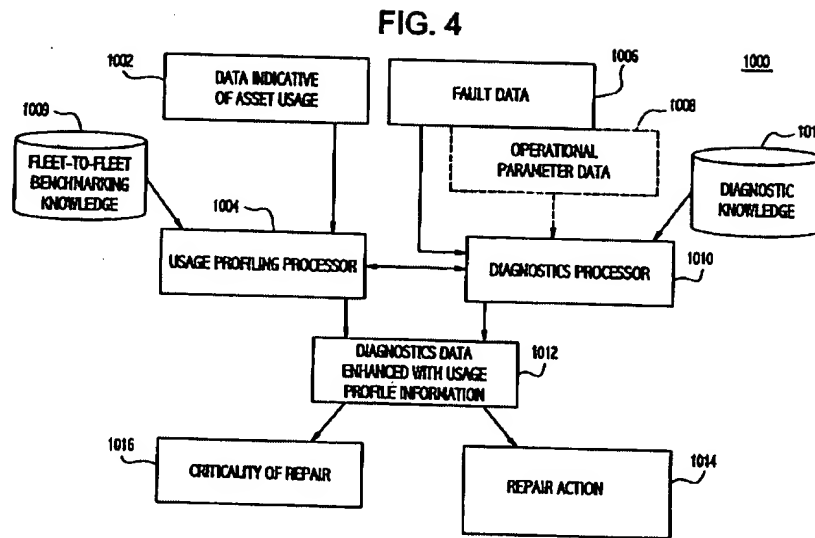 FIG. 4
1002
DATA INDICATIVE
OF ASSET USAGE
1006
FAULT DATA
1000
1009
FLEET-TO-FLEET
BENCHMARKING
KNOWLEDGE
1008
OPERATIONAL
PARAMETER DATA
101
DIAGNOSTIC
KNOWLEDGE
1004
USAGE PROFILING PROCESSOR
DIAGNOSTICS PROCESSOR
1010
DIAGNOSTICS DATA
ENHANCED WITH USAGE
PROFILE INFORMATION
1012
1016
CRITICALITY OF REPAIR
REPAIR ACTION
1014